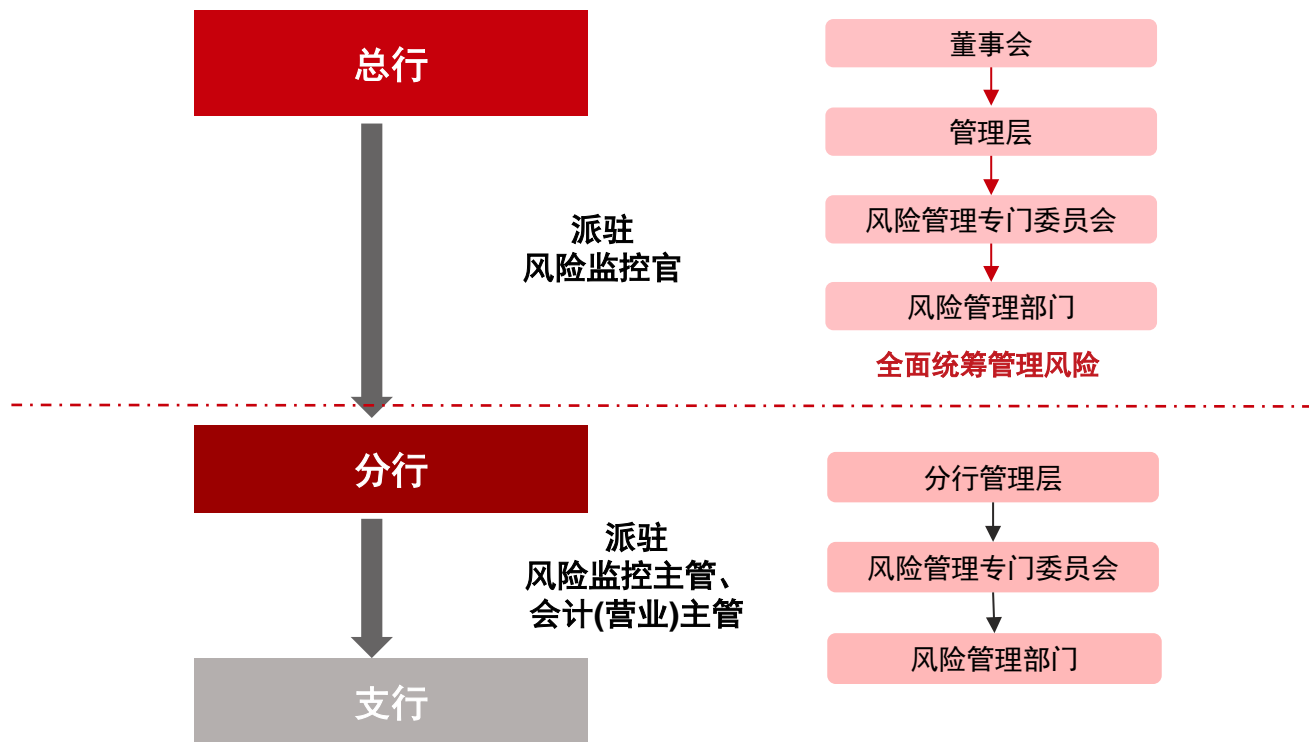 总行
派驻
风险监控官
董事会
管理层
风险管理专门委员会
风险管理部门
全面统筹管理风险
分行
派驻
风险监控主管、
会计(营业)主管
支行
分行管理层
风险管理专门委员会
风险管理部门